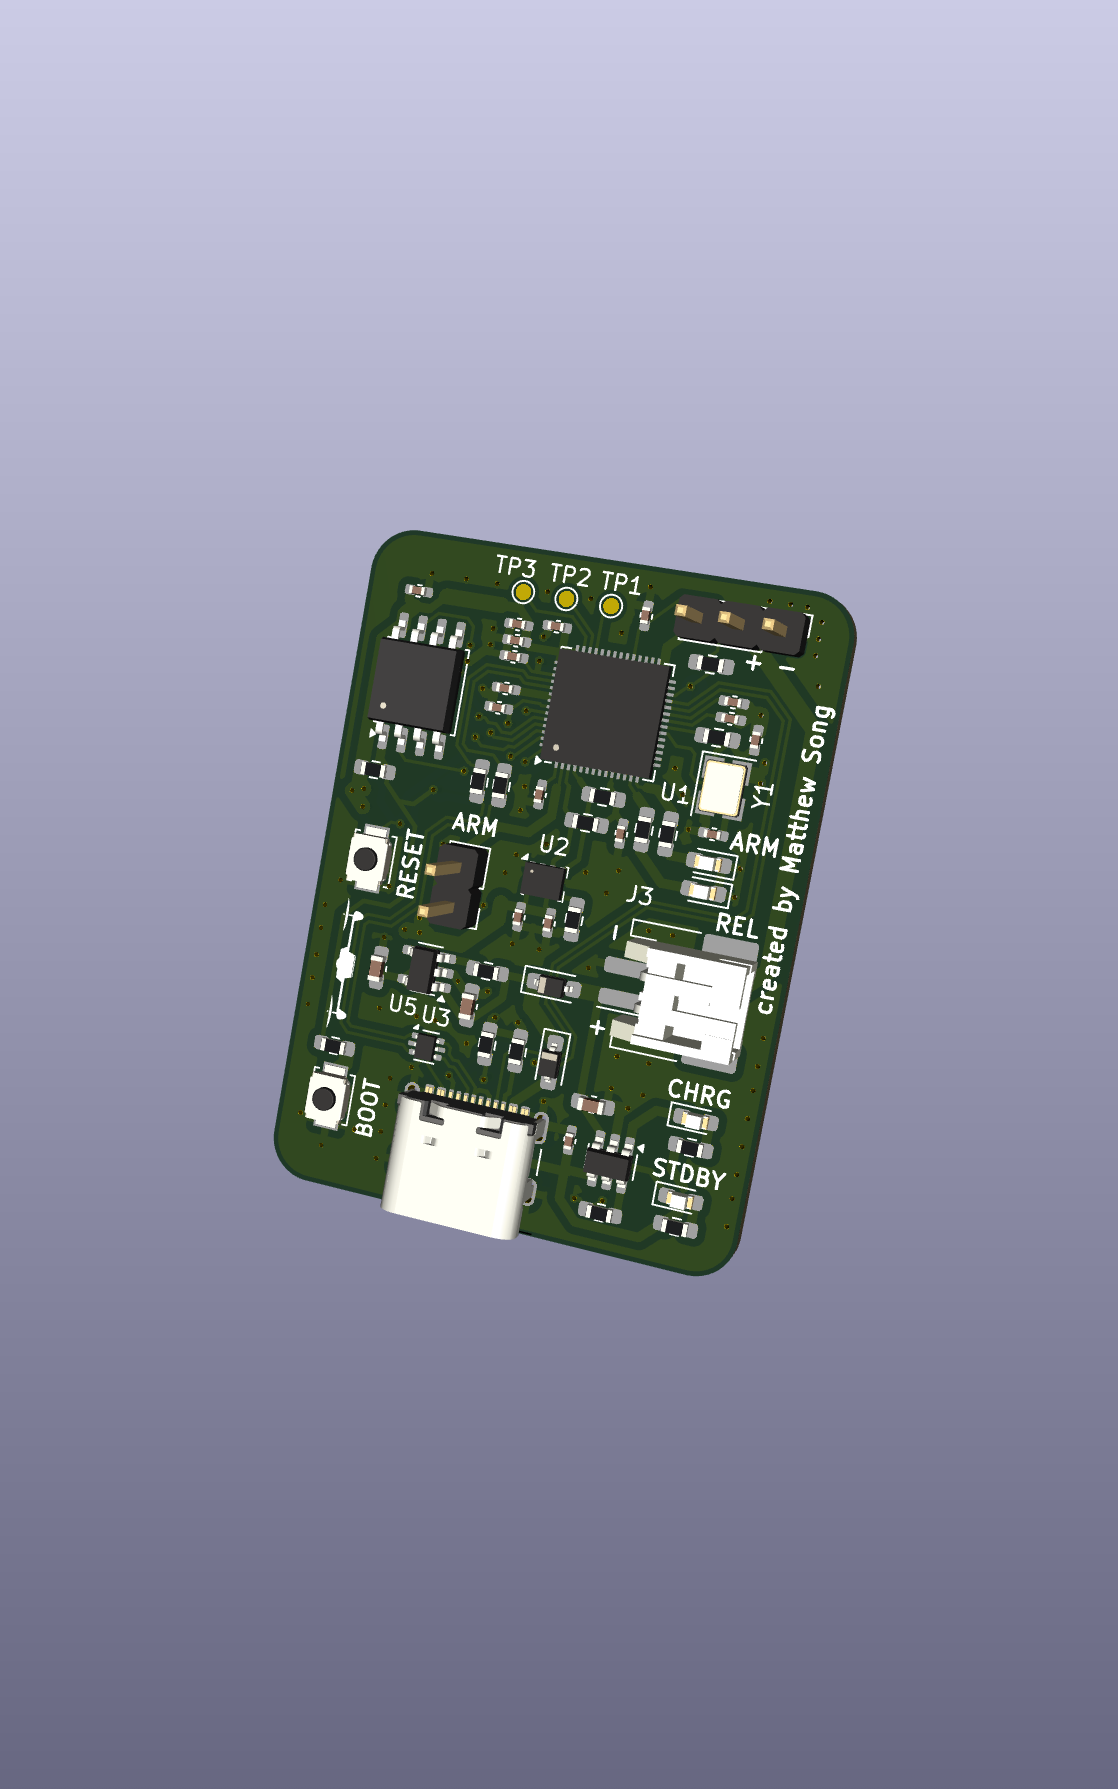 TP3 TP2 TP1
+ -
U1
Y1
ARM
RESET
U2
ARM
J3
REL
-
+
created by Matthew Song
U5 U3
CHRG
BOOT
STDBY